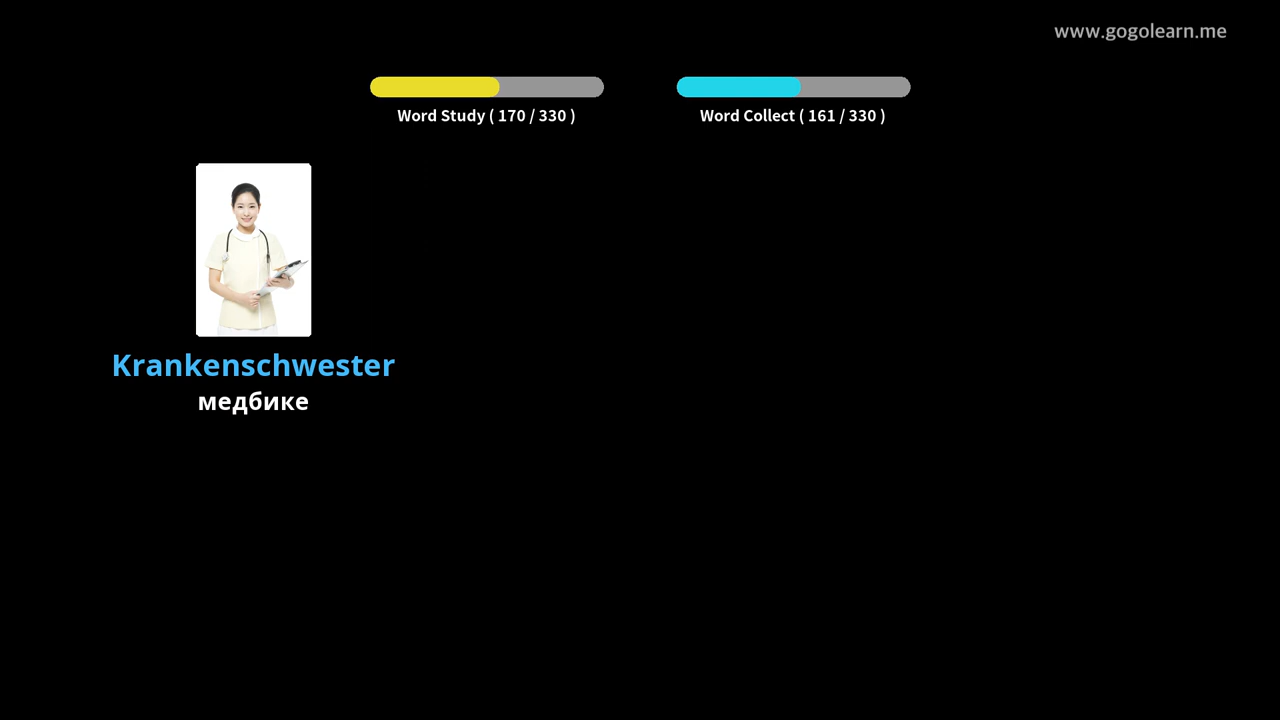 www.gogolearn.me
Word Study ( 170 / 330 )
Word Collect ( 161 / 330 )
Krankenschwester
медбике